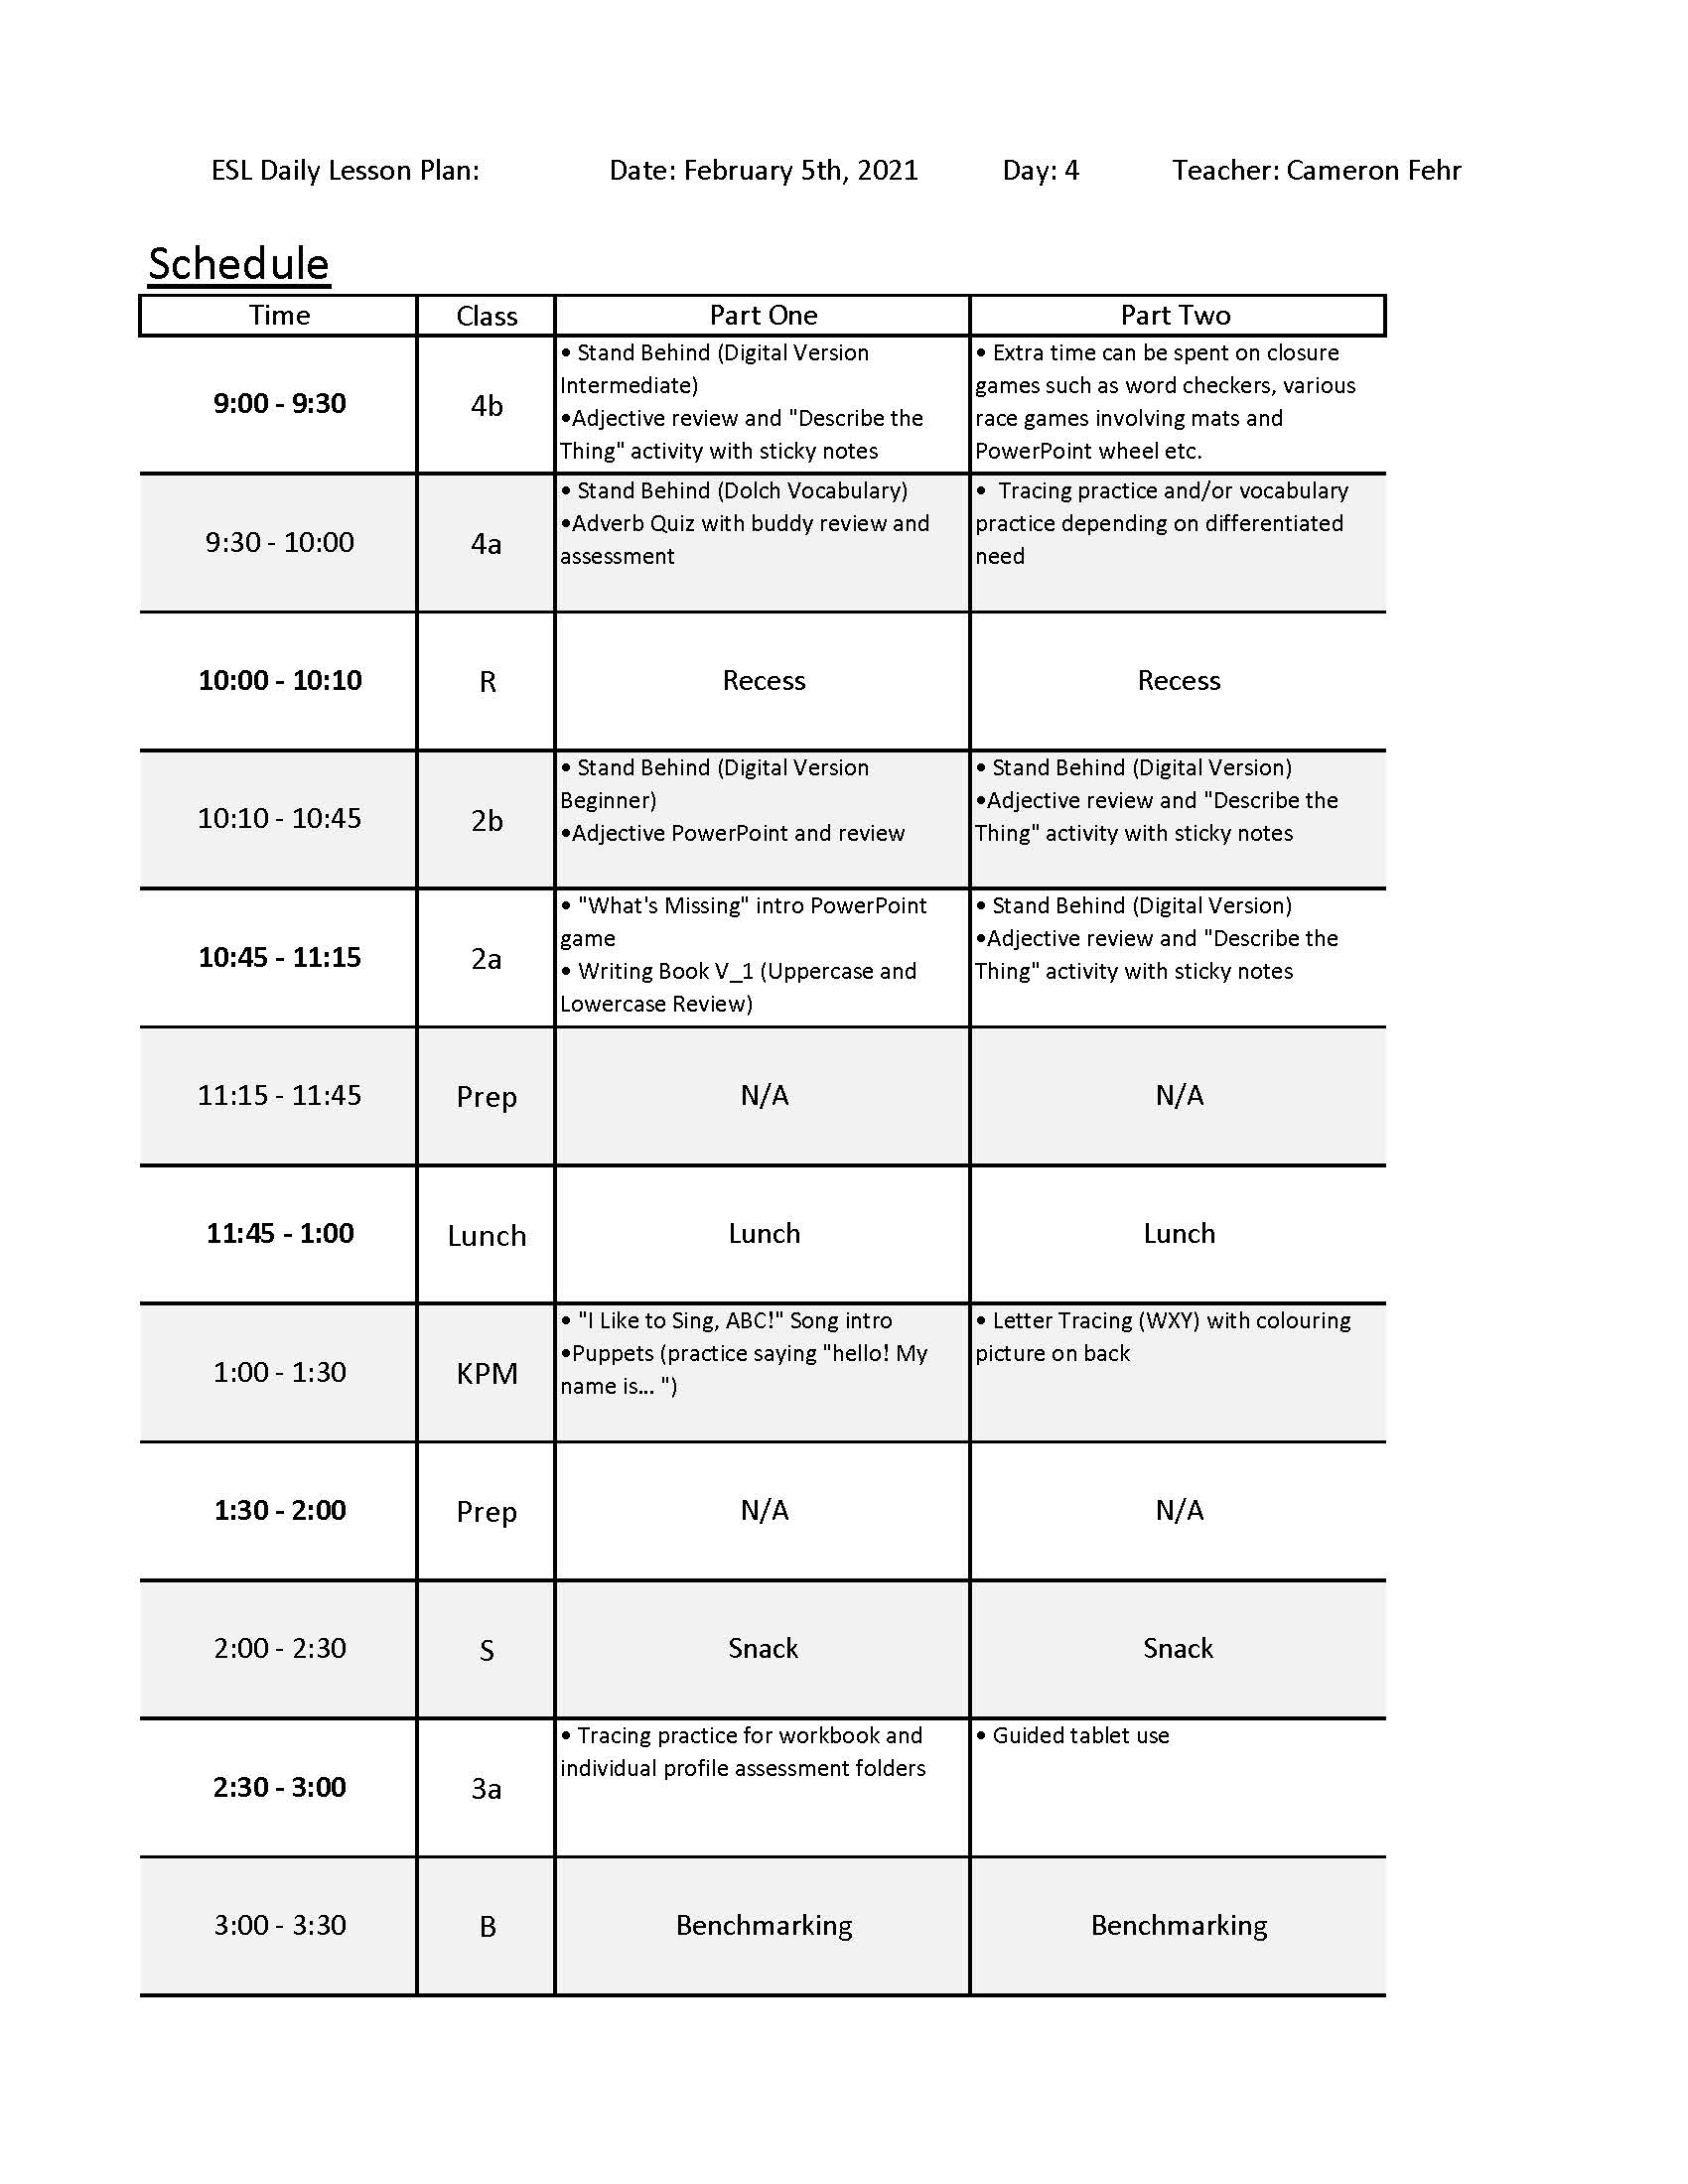 ESL Daily Lesson Plan: Date: February 5th, 2021 Day: 4 Teacher: Cameron Fehr
Schedule
Time Class Part One Part Two
9:00 - 9:30
4b
• Stand Behind (Digital Version
Intermediate)
•Adjective review and "Describe the
Thing" activity with sticky notes
• Extra time can be spent on closure
games such as word checkers, various
race games involving mats and
PowerPoint wheel etc.
9:30 - 10:00
4a
• Stand Behind (Dolch Vocabulary)
•Adverb Quiz with buddy review and
assessment
•  Tracing practice and/or vocabulary
practice depending on differentiated
need
10:00 - 10:10
R
Recess
Recess
10:10 - 10:45
2b
• Stand Behind (Digital Version
Beginner)
•Adjective PowerPoint and review
• Stand Behind (Digital Version)
•Adjective review and "Describe the
Thing" activity with sticky notes
10:45 - 11:15
2a
• "What's Missing" intro PowerPoint
game
• Writing Book V_1 (Uppercase and
Lowercase Review)
• Stand Behind (Digital Version)
•Adjective review and "Describe the
Thing" activity with sticky notes
11:15 - 11:45
Prep
N/A
N/A
11:45 - 1:00
Lunch
Lunch
Lunch
1:00 - 1:30
KPM
• "I Like to Sing, ABC!" Song intro
•Puppets (practice saying "hello! My
name is... ")
• Letter Tracing (WXY) with colouring
picture on back
1:30 - 2:00
Prep
N/A
N/A
2:00 - 2:30
S
Snack
Snack
2:30 - 3:00
3a
• Tracing practice for workbook and
individual profile assessment folders
• Guided tablet use
3:00 - 3:30
B
Benchmarking
Benchmarking